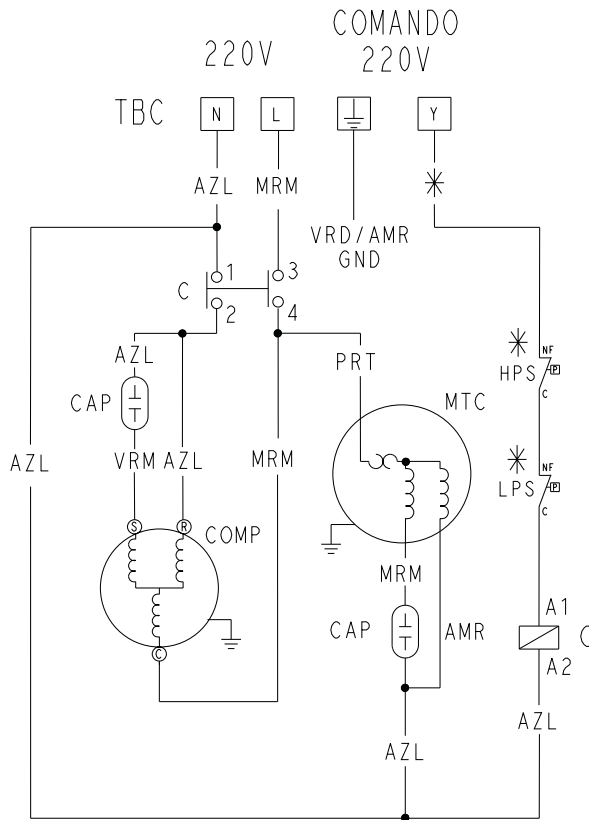 COMANDO
220V
220V
TBC
N
L
Y
AZL
MRM
*
VRD/AMR
GND
1
3
C
2
4
AZL
PRT
*
NF
HPS
P
C
CAP
MTC
AZL
VRM
AZL
MRM
*
NF
LPS
P
C
S
R
COMP
MRM
A1
CAP
AMR
C
A2
C
AZL
AZL